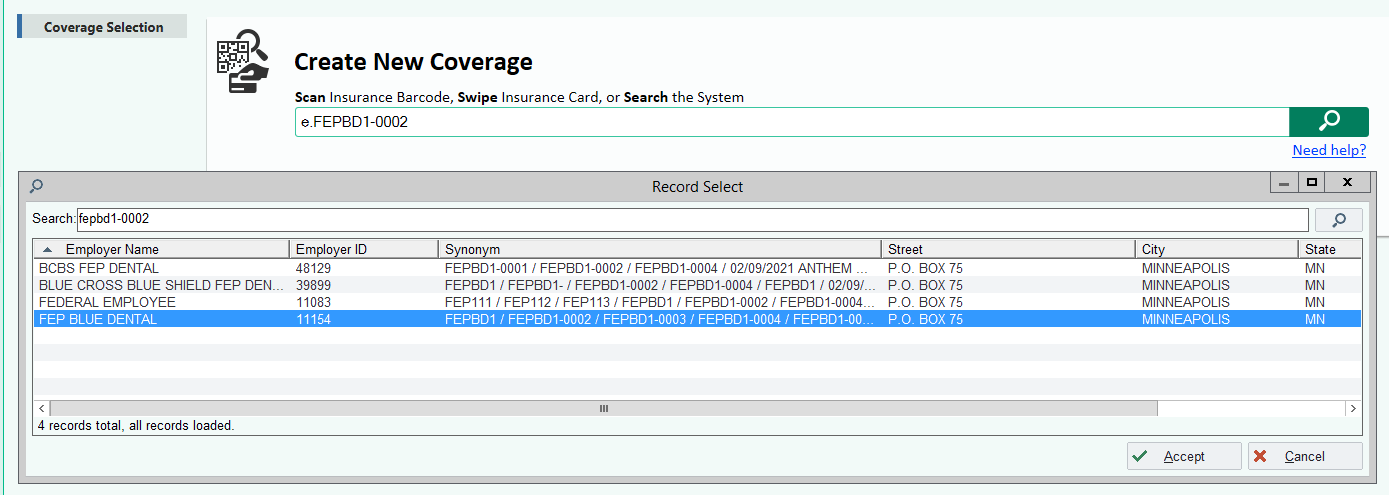 Coverage Selection
Create New Coverage
Scan Insurance Barcode, Swipe Insurance Card, or Search the System
e.FEPBD1-0002
Need help?
Record Select
Search: fepbd1-0002
Employer Name Employer ID Synonym Street City State
BCBS FEP DENTAL 48129 FEPBD1-0001 / FEPBD1-0002 / FEPBD1-0004 / 02/09/2021 ANTHEM ... P.O. BOX 75 MINNEAPOLIS MN
BLUE CROSS BLUE SHIELD FEP DEN... 39899 FEPBD1 / FEPBD1- / FEPBD1-0002 / FEPBD1-0004 / FEPBD1 / 02/09/... P.O. BOX 75 MINNEAPOLIS MN
FEDERAL EMPLOYEE 11083 FEP111 / FEP112 / FEP113 / FEPBD1 / FEPBD1-0002 / FEPBD1-0004... P.O. BOX 75 MINNEAPOLIS MN
FEP BLUE DENTAL 11154 FEPBD1 / FEPBD1-0002 / FEPBD1-0003 / FEPBD1-0004 / FEPBD1-00... P.O. BOX 75 MINNEAPOLIS MN
4 records total, all records loaded.
Accept Cancel